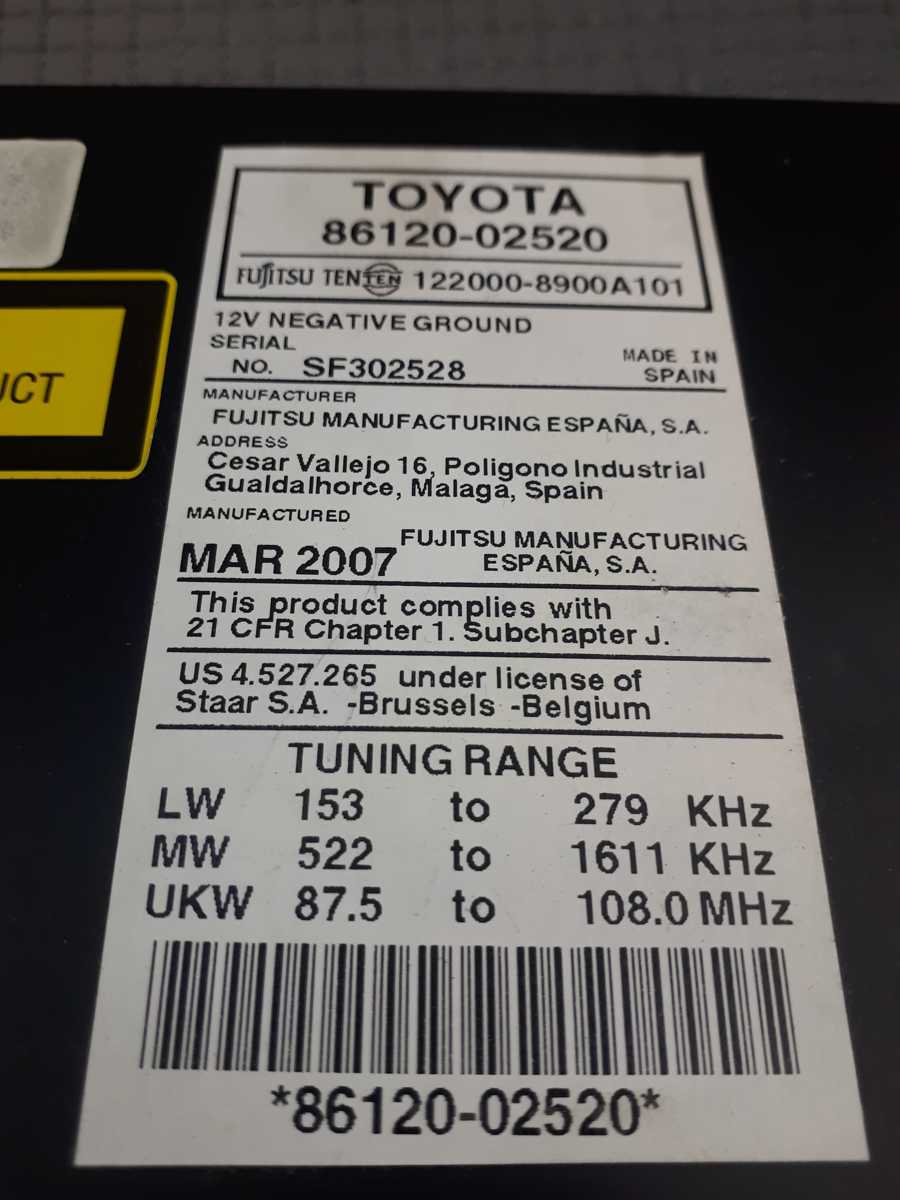 TOYOTA
86120-02520
FUJITSU TEN TEN 122000-8900A101
12V NEGATIVE GROUND
SERIAL
NO. SF302528
MADE IN
SPAIN
MANUFACTURER
FUJITSU MANUFACTURING ESPAÑA, S.A.
ADDRESS
Cesar Vallejo 16, Poligono Industrial
Gualdalhorce, Malaga, Spain
MANUFACTURED
MAR 2007
FUJITSU MANUFACTURING
ESPAÑA, S.A.
This product complies with
21 CFR Chapter 1. Subchapter J.
US 4.527.265 under license of
Staar S.A. -Brussels -Belgium
TUNING RANGE
LW 153 to 279 KHz
MW 522 to 1611 KHz
UKW 87.5 to 108.0 MHz
*86120-02520*
UCT